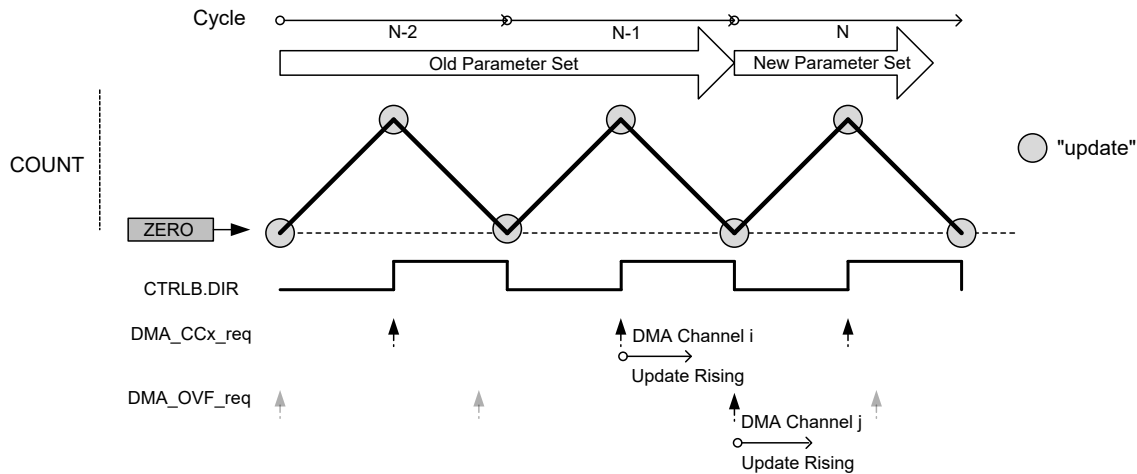 Cycle
N-2
N-1
N
Old Parameter Set
New Parameter Set
COUNT
"update"
ZERO
CTRLB.DIR
DMA_CCx_req
DMA Channel i
Update Rising
DMA_OVF_req
DMA Channel j
Update Rising